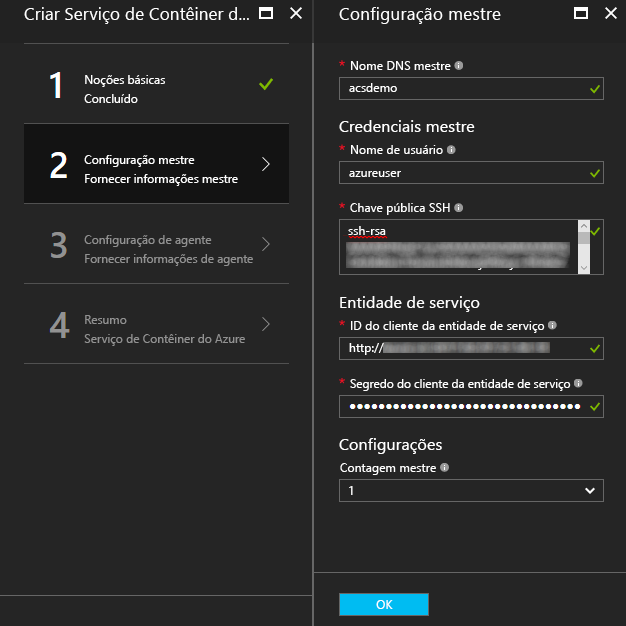 Criar Serviço de Contêiner d...
1
Noções básicas
Concluído
2
Configuração mestre
Fornecer informações mestre
3
Configuração de agente
Fornecer informações de agente
4
Resumo
Serviço de Contêiner do Azure
Configuração mestre
* Nome DNS mestre
acsdemo
Credenciais mestre
* Nome de usuário
azureuser
* Chave pública SSH
ssh-rsa
Entidade de serviço
* ID do cliente da entidade de serviço
http://
* Segredo do cliente da entidade de serviço
Configurações
Contagem mestre
1
OK